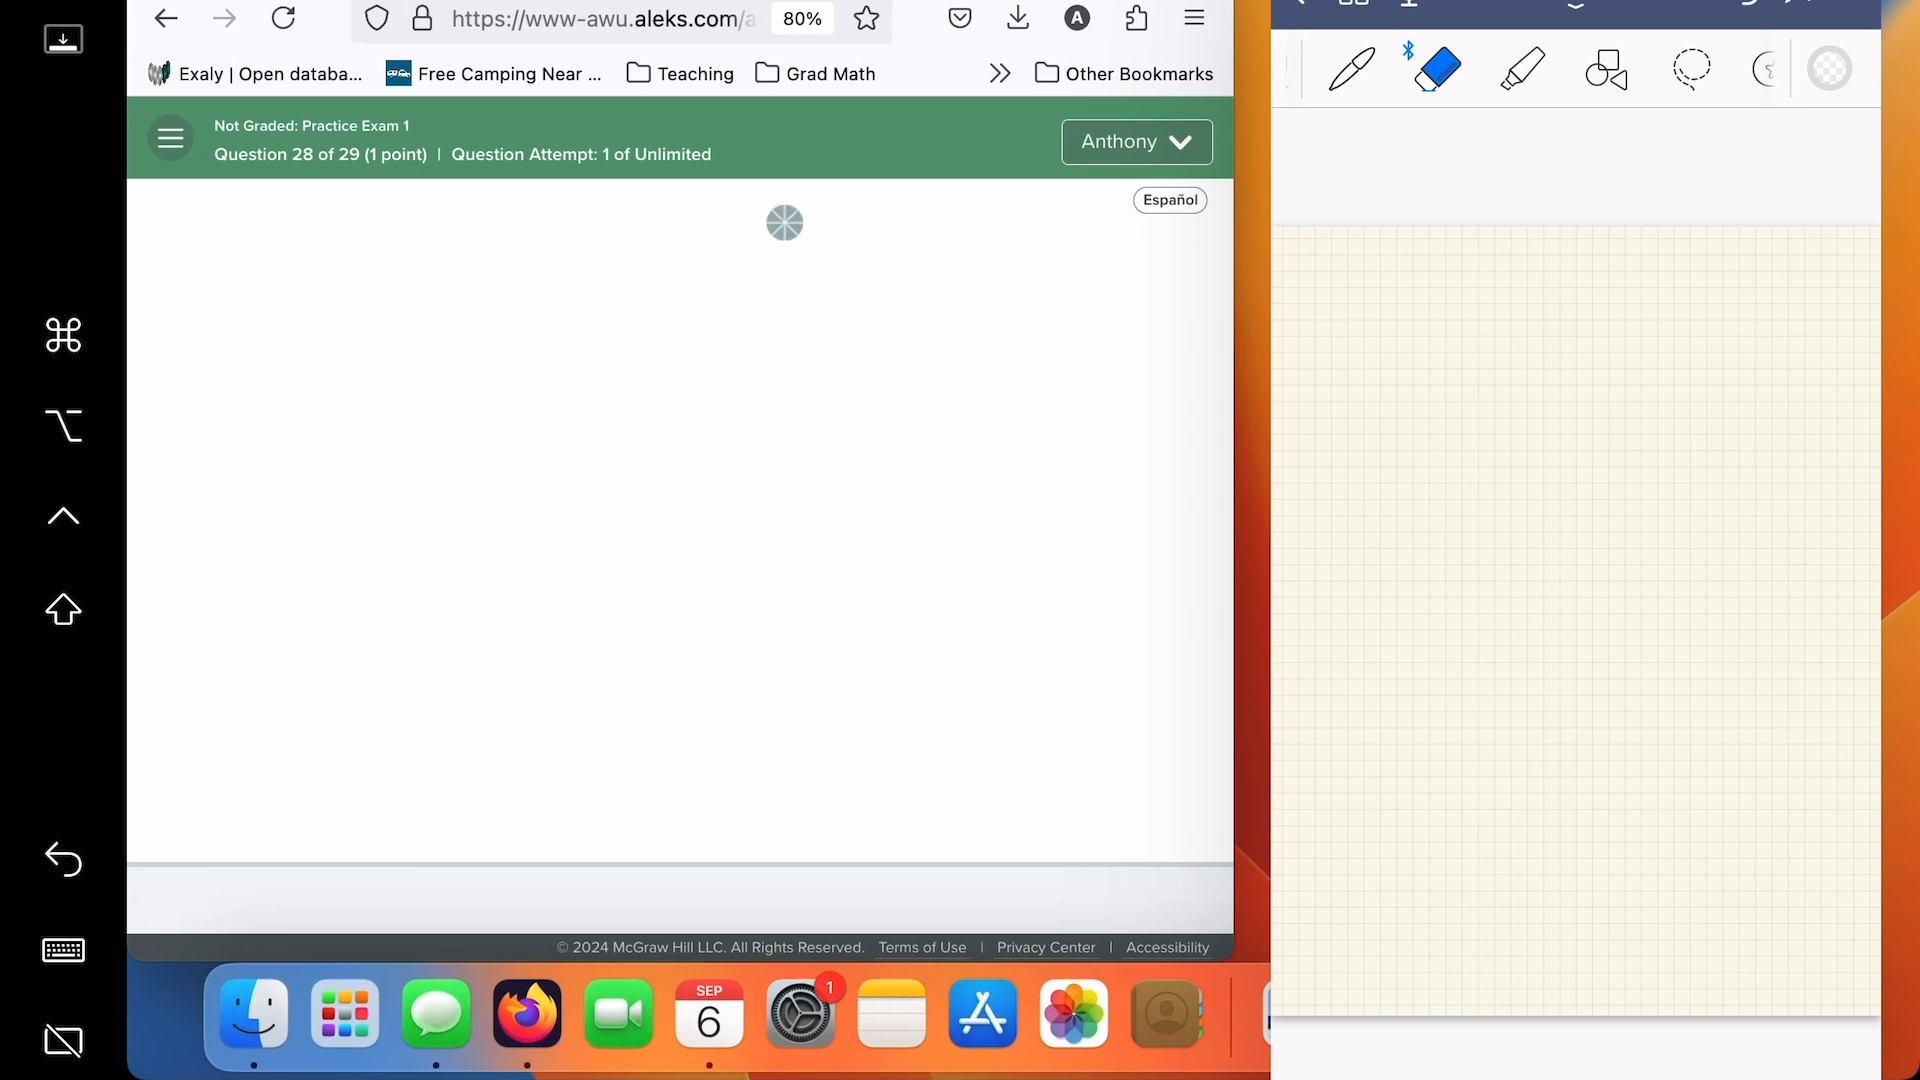 https://www-awu.aleks.com/a
80%
A
Exaly | Open databa...
Free Camping Near ...
Teaching
Grad Math
Other Bookmarks
Not Graded: Practice Exam 1
Question 28 of 29 (1 point) | Question Attempt: 1 of Unlimited
Anthony
Español
© 2024 McGraw Hill LLC. All Rights Reserved. Terms of Use | Privacy Center | Accessibility
SEP
6
1